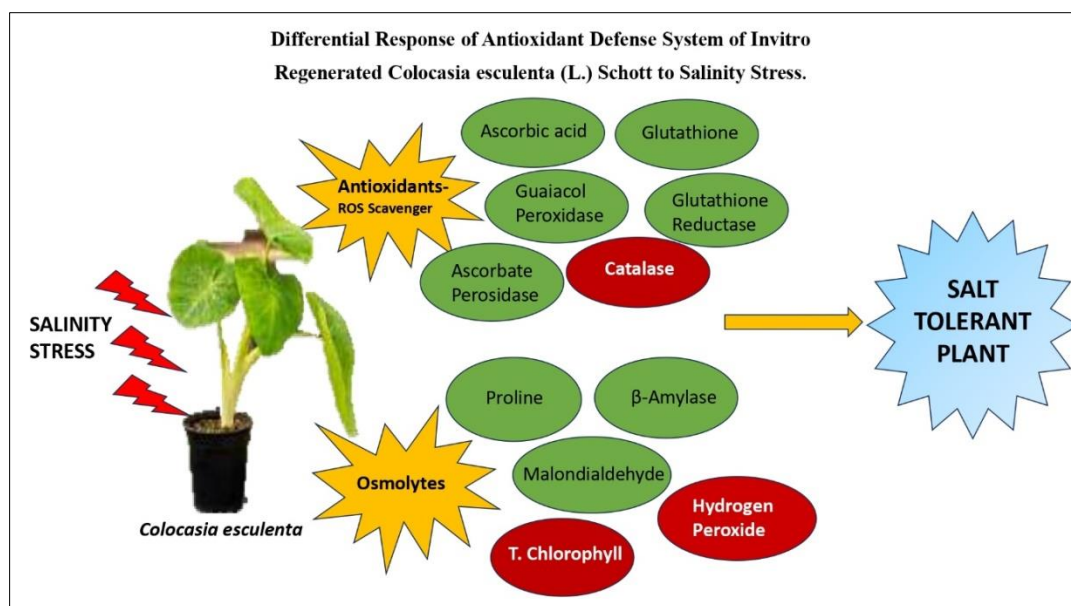 Differential Response of Antioxidant Defense System of Invitro
Regenerated Colocasia esculenta (L.) Schott to Salinity Stress.
Ascorbic acid
Glutathione
Antioxidants-
ROS Scavenger
Guaiacol
Peroxidase
Glutathione
Reductase
Ascorbate
Perosidase
Catalase
SALINITY
STRESS
SALT
TOLERANT
PLANT
Proline
β-Amylase
Osmolytes
Malondialdehyde
Hydrogen
Peroxide
T. Chlorophyll
Colocasia esculenta